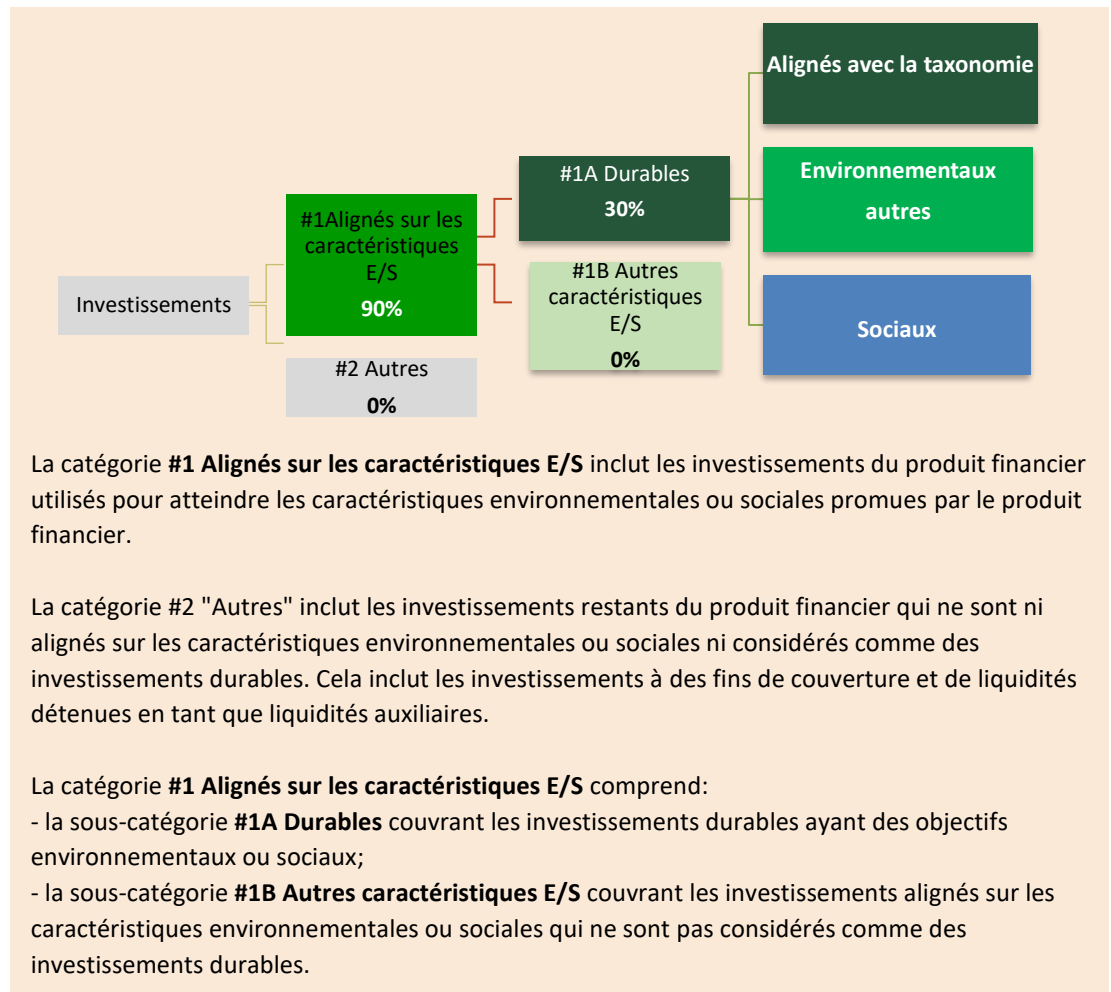 Investissements
#1Alignés sur les
caractéristiques
E/S
90%
#2 Autres
0%
#1A Durables
30%
#1B Autres
caractéristiques
E/S
0%
Alignés avec la taxonomie
Environnementaux
autres
Sociaux
La catégorie #1 Alignés sur les caractéristiques E/S inclut les investissements du produit financier
utilisés pour atteindre les caractéristiques environnementales ou sociales promues par le produit
financier.
La catégorie #2 "Autres" inclut les investissements restants du produit financier qui ne sont ni
alignés sur les caractéristiques environnementales ou sociales ni considérés comme des
investissements durables. Cela inclut les investissements à des fins de couverture et de liquidités
détenues en tant que liquidités auxiliaires.
La catégorie #1 Alignés sur les caractéristiques E/S comprend:
- la sous-catégorie #1A Durables couvrant les investissements durables ayant des objectifs
environnementaux ou sociaux;
- la sous-catégorie #1B Autres caractéristiques E/S couvrant les investissements alignés sur les
caractéristiques environnementales ou sociales qui ne sont pas considérés comme des
investissements durables.